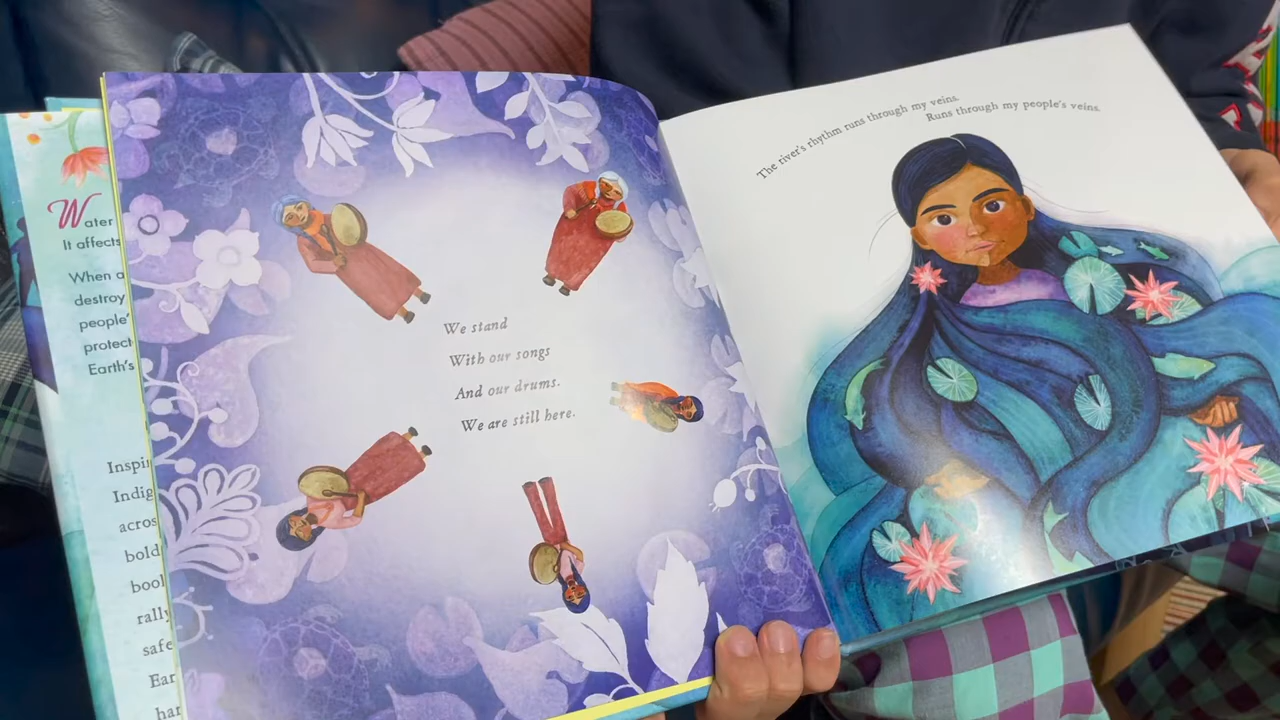 Water
It affects
When a
destroy
people'
protect
Earth's
Inspi
Indig
acros
bold
bool
rally
safe
Ear
har
We stand
With our songs
And our drums.
We are still here.
The river's rhythm runs through my veins.
Runs through my people's veins.